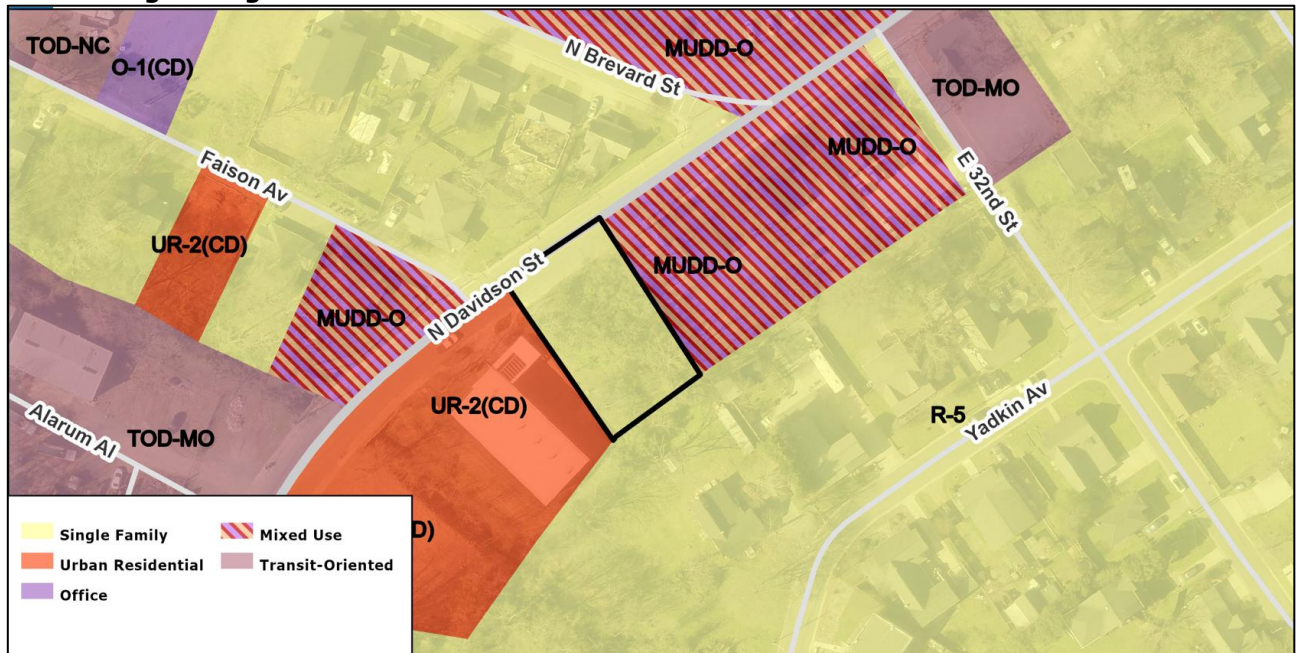 TOD-NC
O-1(CD)
N Brevard St
MUDD-O
TOD-MO
MUDD-O
Faison Av
E 32nd St
UR-2(CD)
MUDD-O
N Davidson St
MUDD-O
UR-2(CD)
R-5
Yadkin Av
Alarum Al
TOD-MO
D)
Single Family
Mixed Use
Urban Residential
Transit-Oriented
Office